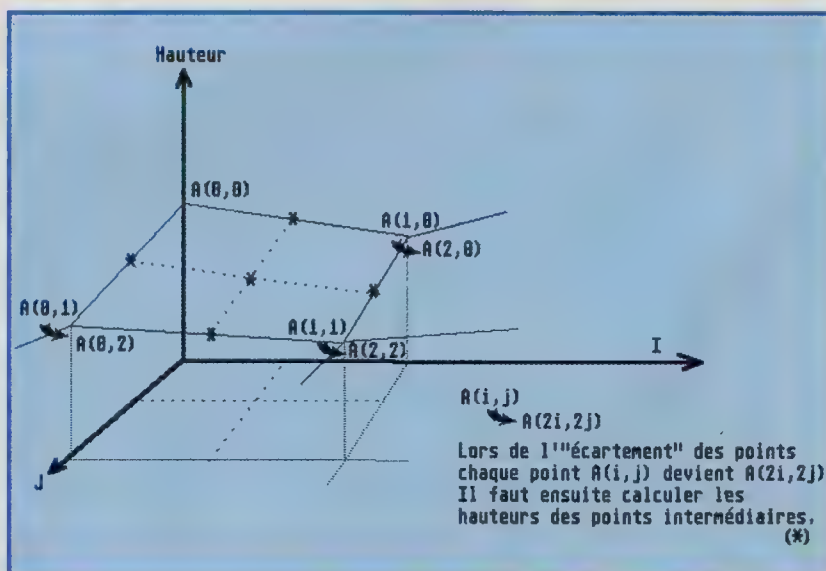 Hauteur
A(0,0)
A(1,0)
A(2,0)
A(0,1)
A(0,2)
A(1,1)
A(2,2)
I
J
A(i,j)
A(2i,2j)
Lors de l'"écartement" des points
chaque point A(i,j) devient A(2i,2j)
Il faut ensuite calculer les
hauteurs des points intermédiaires.
(*)